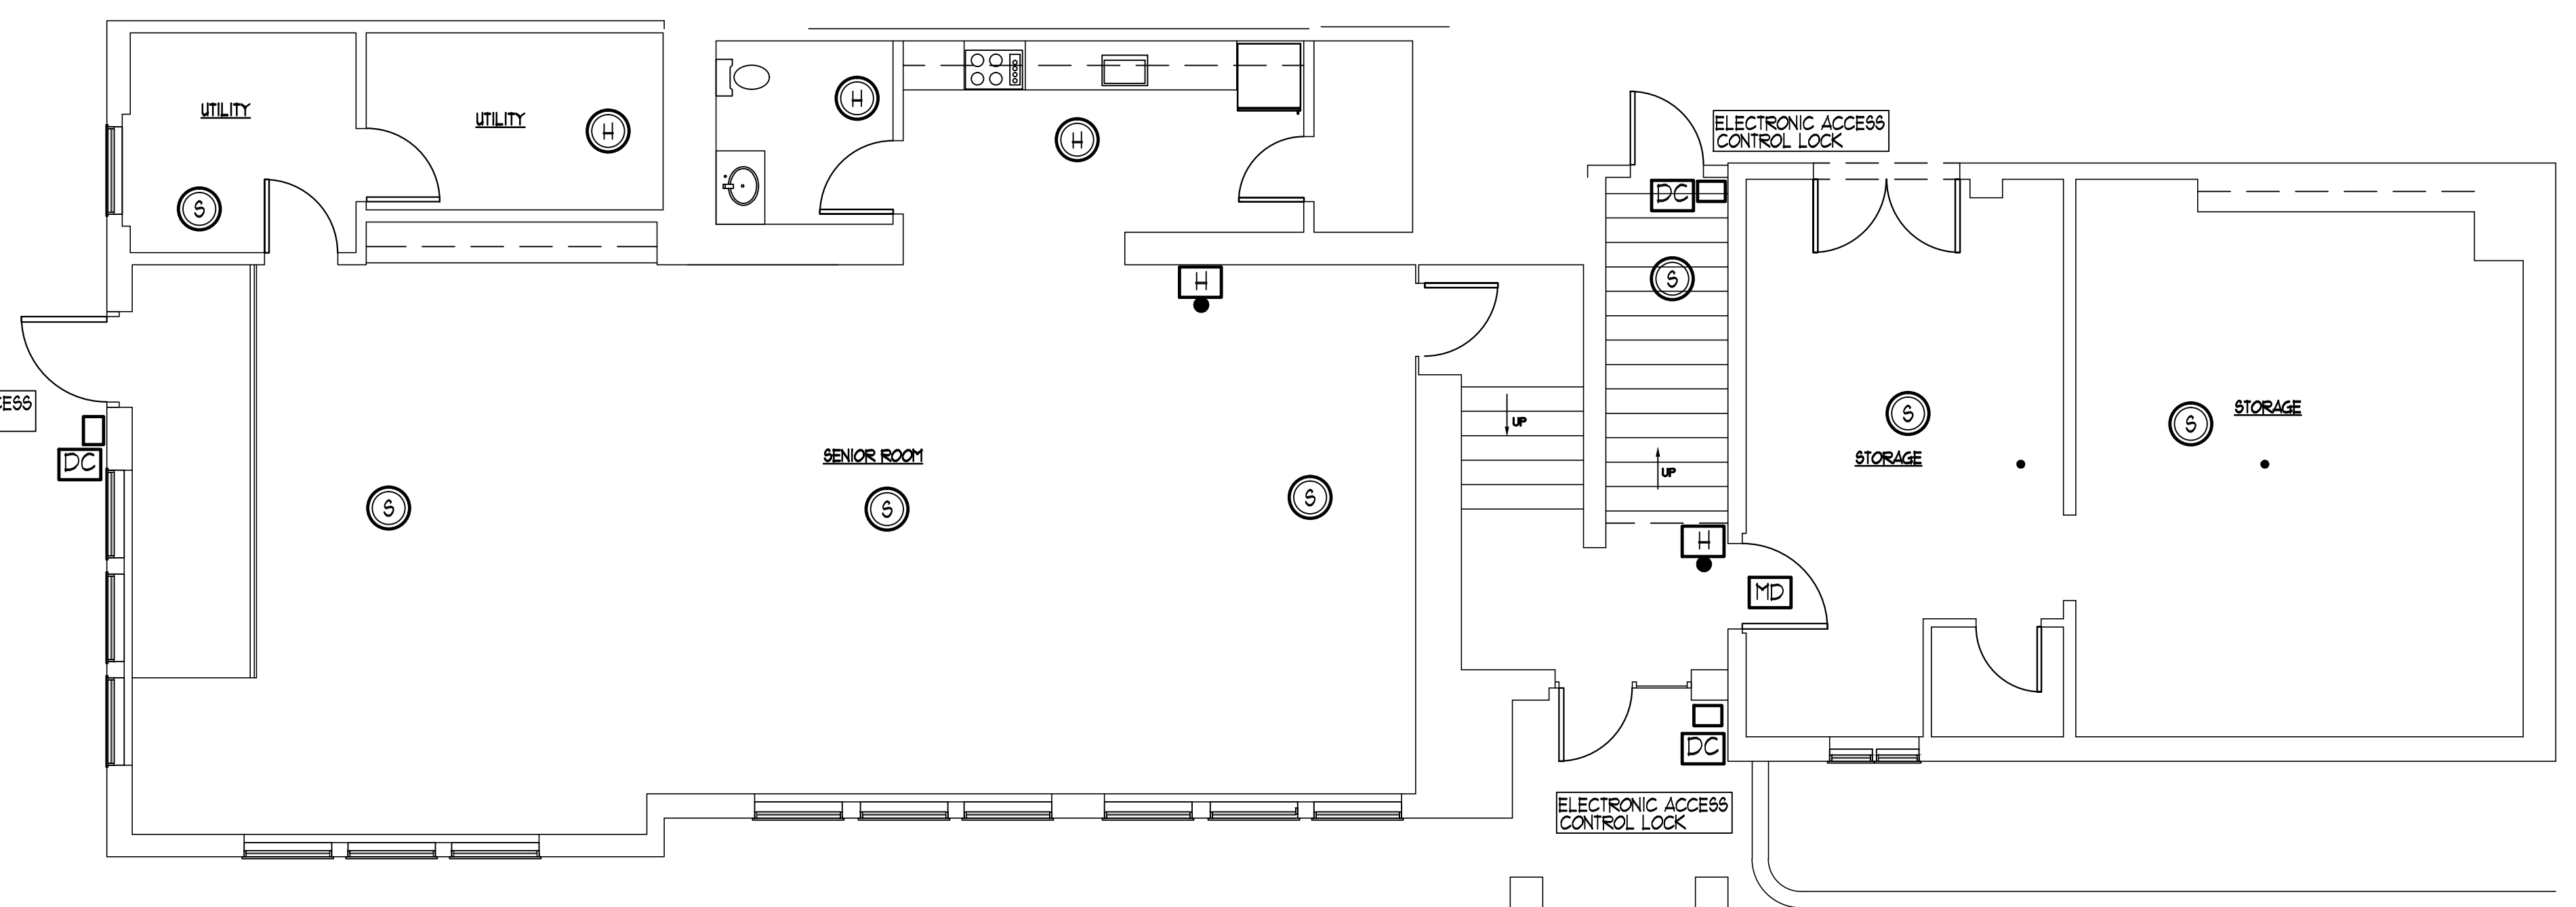 UTILITY
UTILITY
H
H
H
S
ELECTRONIC ACCESS
CONTROL LOCK
DC
S
H
ESS
DC
SENIOR ROOM
S
S
S
UP
UP
S
STORAGE
S
STORAGE
H
MD
DC
ELECTRONIC ACCESS
CONTROL LOCK